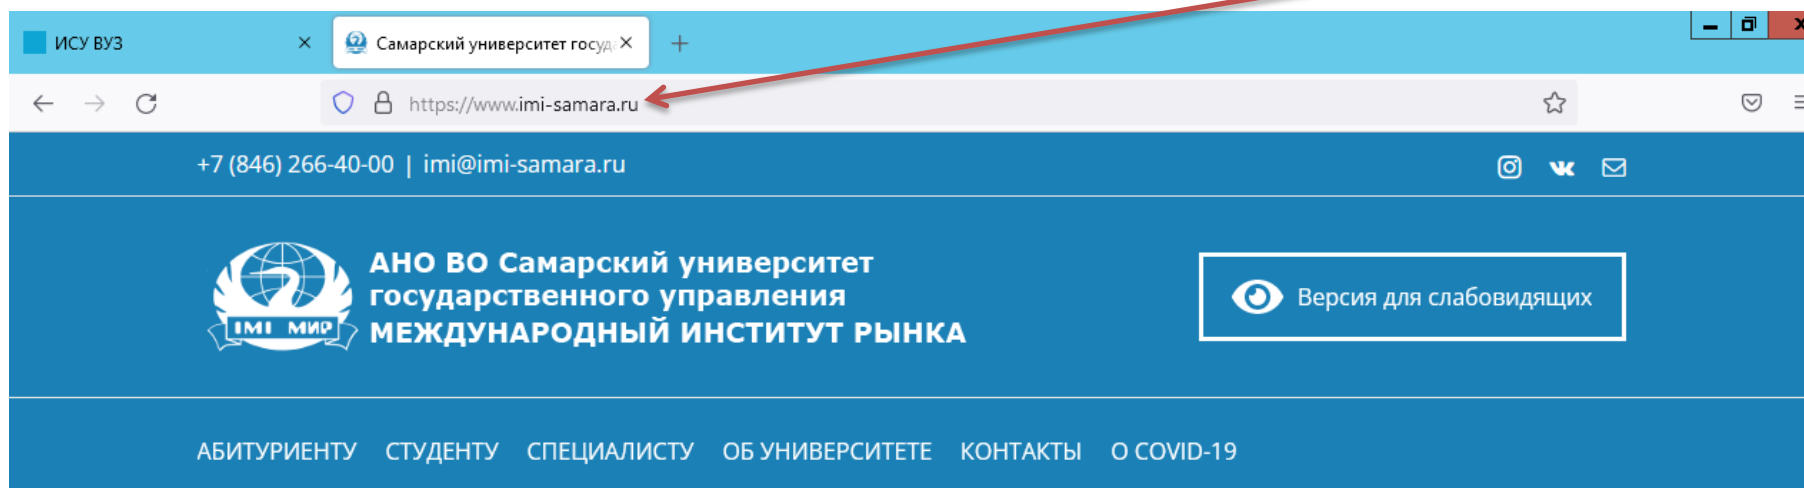 ИСУ ВУЗ
Самарский университет госуд
https://www.imi-samara.ru
+7 (846) 266-40-00 | imi@imi-samara.ru
АНО ВО Самарский университет
государственного управления
МЕЖДУНАРОДНЫЙ ИНСТИТУТ РЫНКА
IMI МИР
Версия для слабовидящих
АБИТУРИЕНТУ СТУДЕНТУ СПЕЦИАЛИСТУ ОБ УНИВЕРСИТЕТЕ КОНТАКТЫ О COVID-19